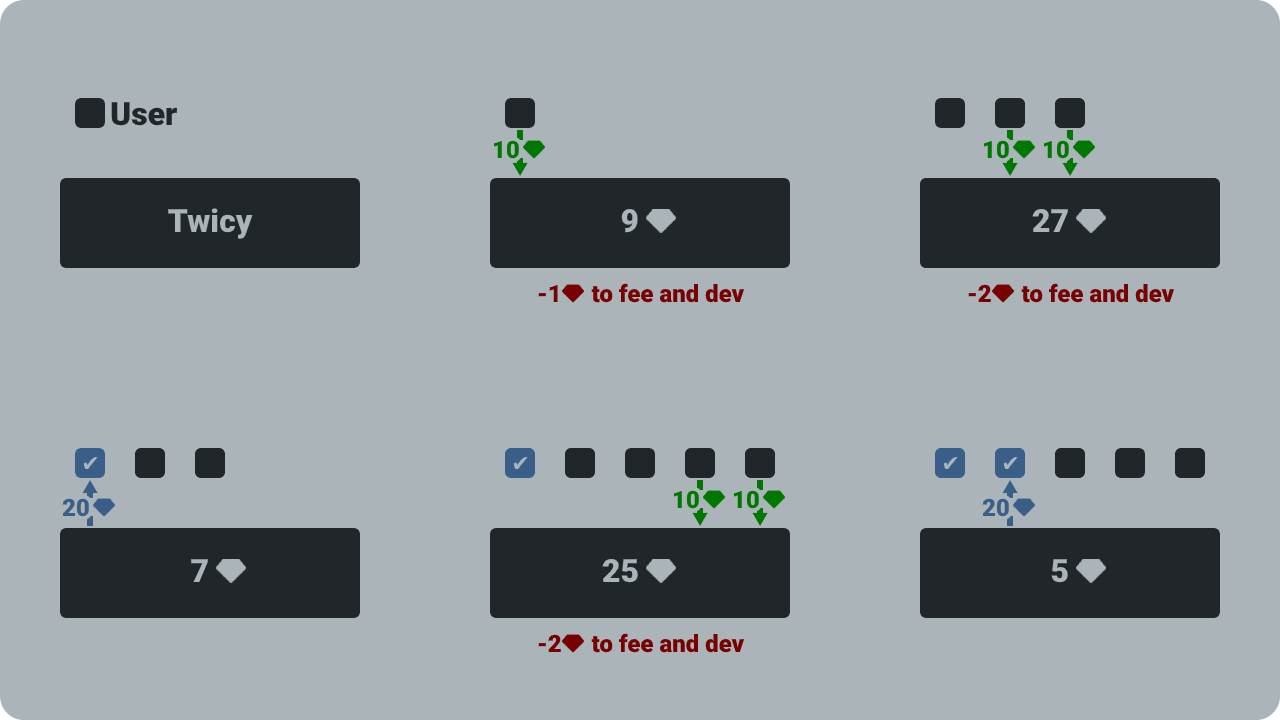 User
Twicy
10
9
-1 to fee and dev
10 10
27
-2 to fee and dev
✔
20
7
✔
10 10
25
-2 to fee and dev
✔ ✔
20
5